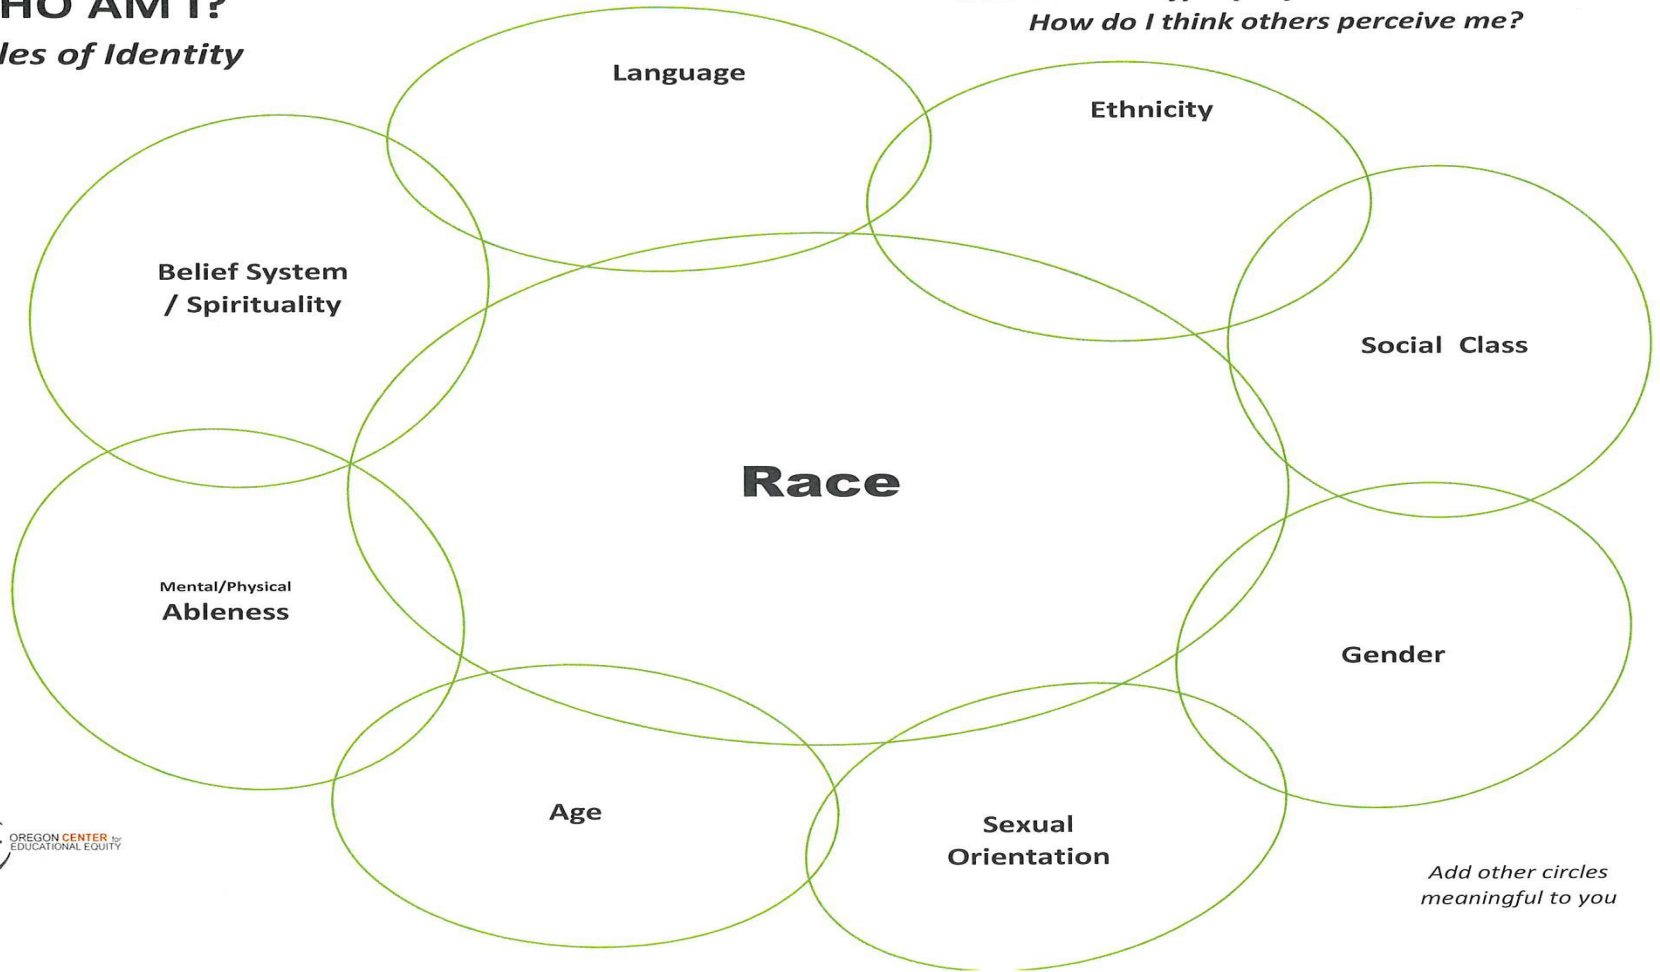 HO AM I?
les of Identity
How do I think others perceive me?
Language
Ethnicity
Belief System
/ Spirituality
Social Class
Race
Mental/Physical
Ableness
Gender
Age
Sexual
Orientation
OREGON CENTER for
EDUCATIONAL EQUITY
Add other circles
meaningful to you